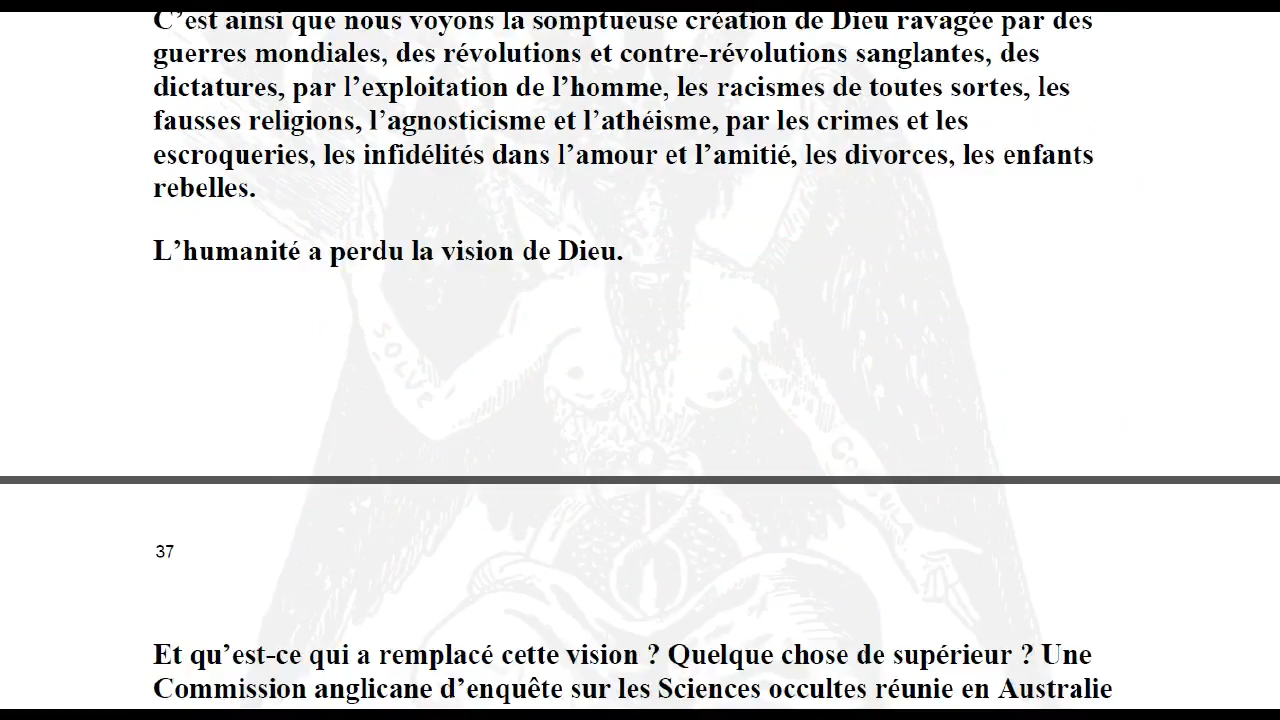 C’est ainsi que nous voyons la somptueuse création de Dieu ravagée par des
guerres mondiales, des révolutions et contre-révolutions sanglantes, des
dictatures, par l’exploitation de l’homme, les racismes de toutes sortes, les
fausses religions, l’agnosticisme et l’athéisme, par les crimes et les
escroqueries, les infidélités dans l’amour et l’amitié, les divorces, les enfants
rebelles.
L’humanité a perdu la vision de Dieu.
SOLVE
COAGULA
37
Et qu’est-ce qui a remplacé cette vision ? Quelque chose de supérieur ? Une
Commission anglicane d’enquête sur les Sciences occultes réunie en Australie